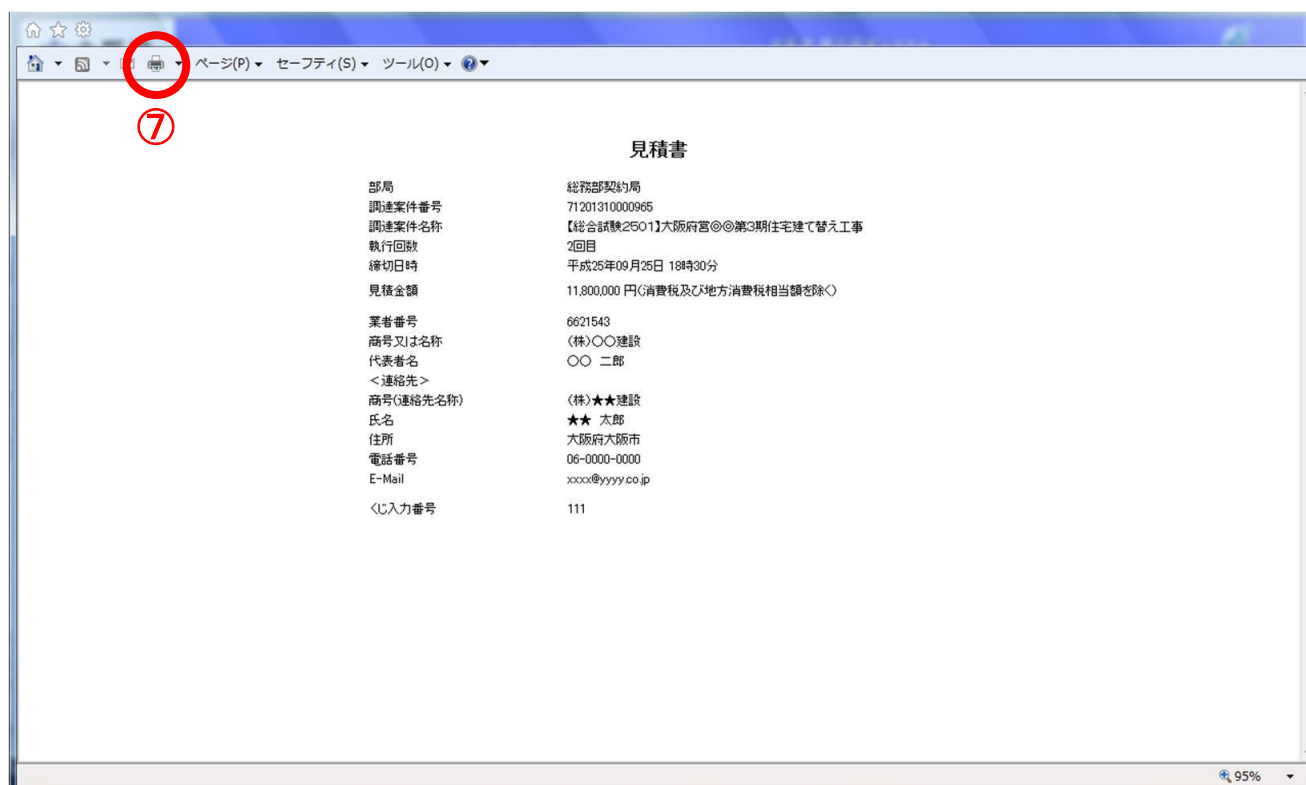 ページ(P) セーフティ(S) ツール(O)
⑦
見積書
部局 総務部契約局
調達案件番号 71201310000965
調達案件名称 【総合試験2501】大阪府営◎◎第3期住宅建て替え工事
執行回数 2回目
締切日時 平成25年09月25日 18時30分
見積金額 11,800,000 円(消費税及び地方消費税相当額を除く)
業者番号 6621543
商号又は名称 (株)〇〇建設
代表者名 〇〇 二郎
<連絡先>
商号(連絡先名称) (株)★★建設
氏名 ★★ 太郎
住所 大阪府大阪市
電話番号 06-0000-0000
E-Mail xxxx@yyyy.co.jp
くじ入力番号 111
95%